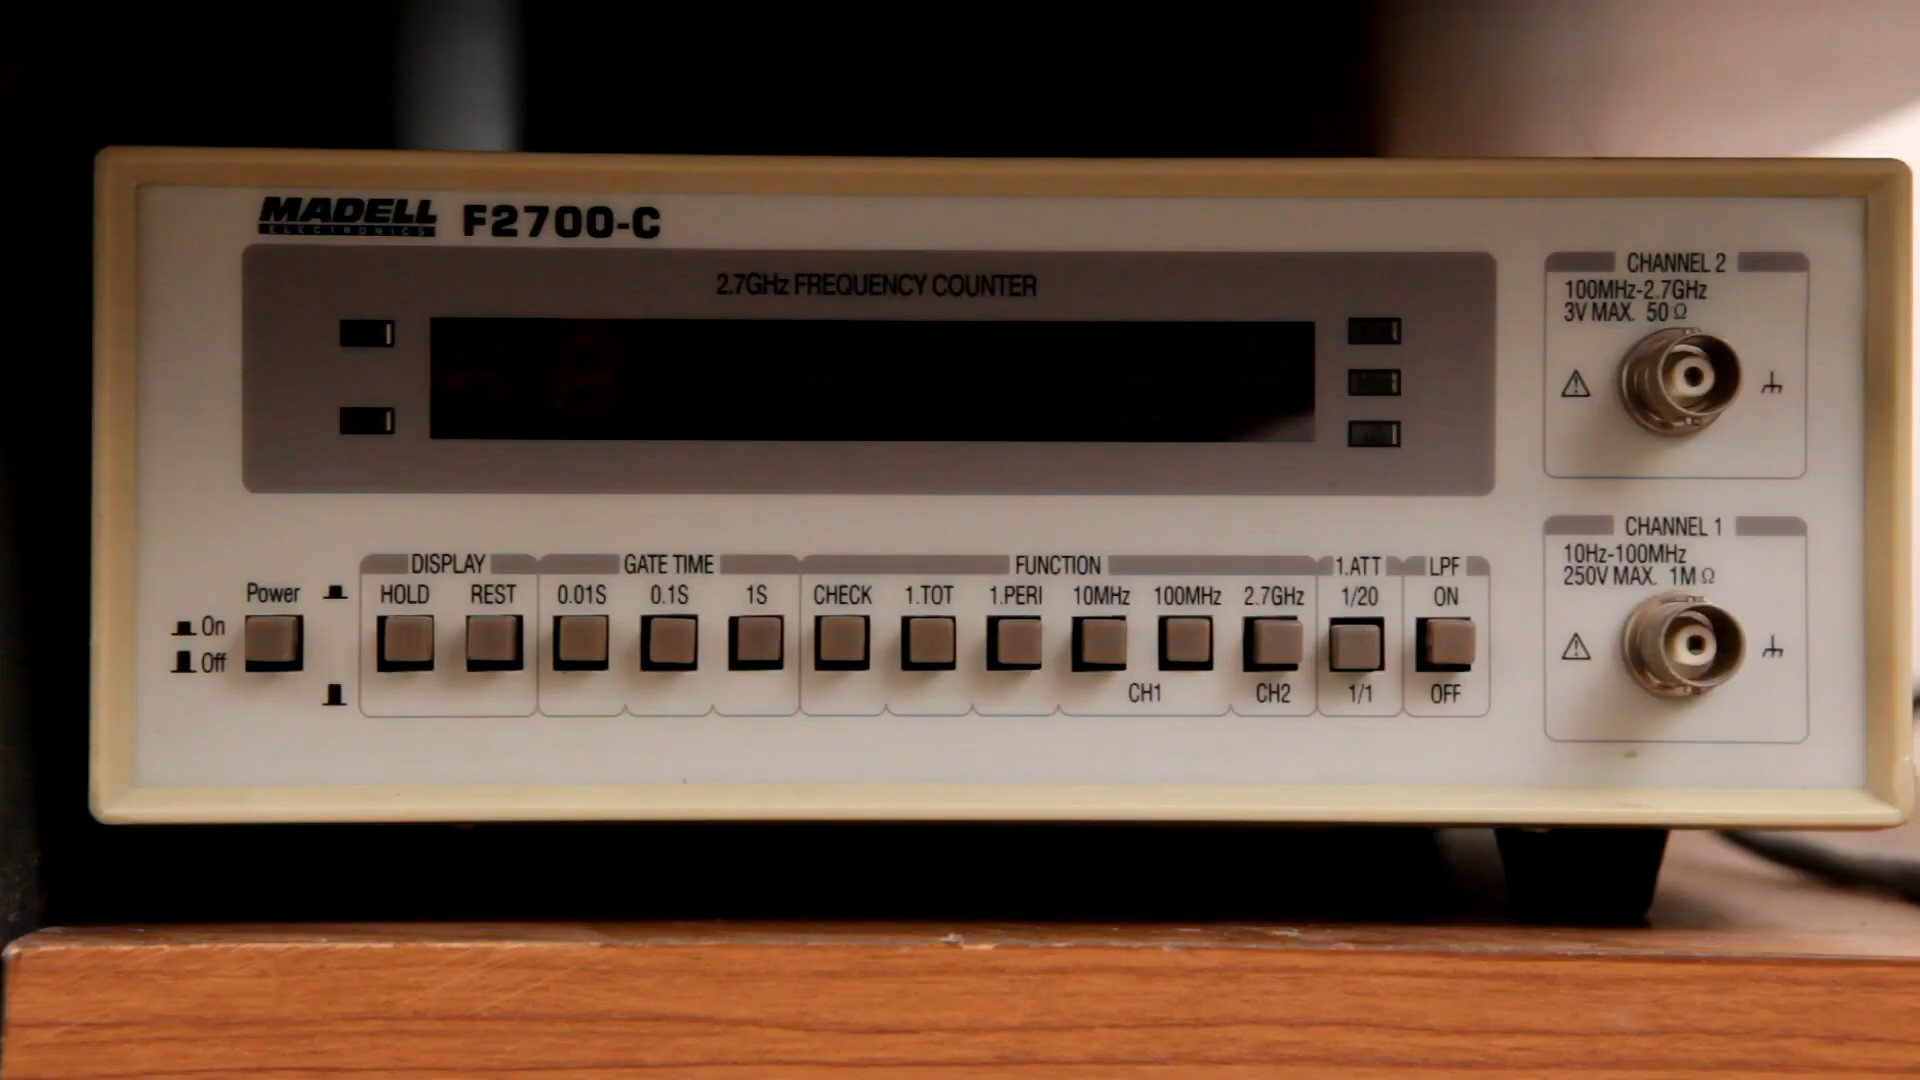 MADELL F2700-C
ELECTRONICS
2.7GHz FREQUENCY COUNTER
CHANNEL 2
100MHz-2.7GHz
3V MAX. 50 Ω
CHANNEL 1
10Hz-100MHz
250V MAX. 1M Ω
DISPLAY GATE TIME FUNCTION 1.ATT LPF
Power HOLD REST 0.01S 0.1S 1S CHECK 1.TOT 1.PERI 10MHz 100MHz 2.7GHz 1/20 ON
On
Off
CH1 CH2 1/1 OFF